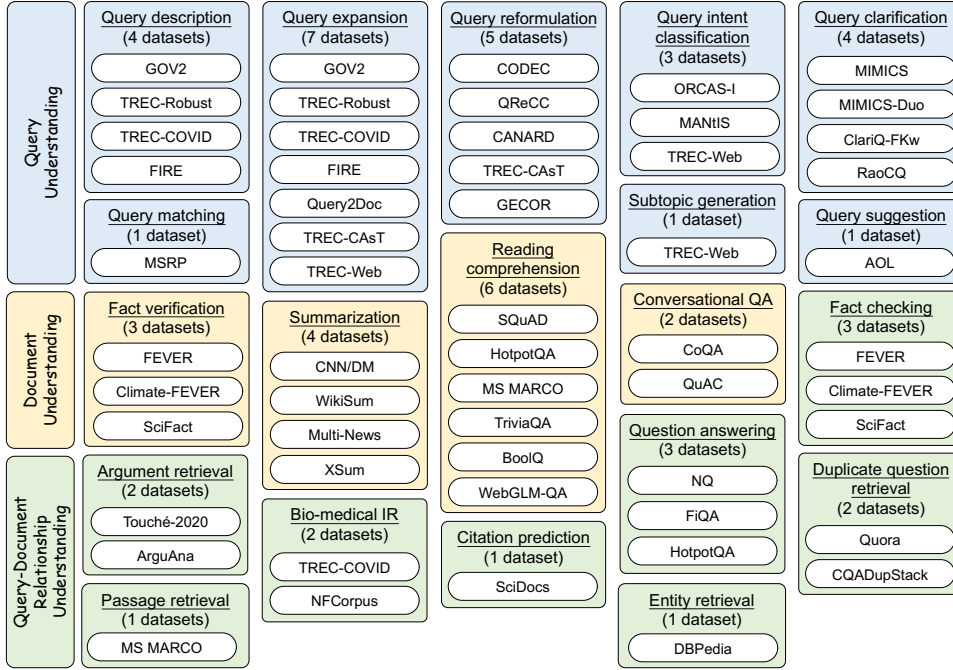 Query
Understanding
Query description
(4 datasets)
GOV2
TREC-Robust
TREC-COVID
FIRE
Query matching
(1 dataset)
MSRP
Query expansion
(7 datasets)
GOV2
TREC-Robust
TREC-COVID
FIRE
Query2Doc
TREC-CAsT
TREC-Web
Query reformulation
(5 datasets)
CODEC
QReCC
CANARD
TREC-CAsT
GECOR
Query intent
classification
(3 datasets)
ORCAS-I
MANtIS
TREC-Web
Subtopic generation
(1 dataset)
TREC-Web
Query clarification
(4 datasets)
MIMICS
MIMICS-Duo
ClariQ-FKw
RaoCQ
Query suggestion
(1 dataset)
AOL
Document
Understanding
Fact verification
(3 datasets)
FEVER
Climate-FEVER
SciFact
Summarization
(4 datasets)
CNN/DM
WikiSum
Multi-News
XSum
Reading
comprehension
(6 datasets)
SQuAD
HotpotQA
MS MARCO
TriviaQA
BoolQ
WebGLM-QA
Conversational QA
(2 datasets)
CoQA
QuAC
Fact checking
(3 datasets)
FEVER
Climate-FEVER
SciFact
Query-Document
Relationship
Understanding
Argument retrieval
(2 datasets)
Touché-2020
ArguAna
Passage retrieval
(1 datasets)
MS MARCO
Bio-medical IR
(2 datasets)
TREC-COVID
NFCorpus
Citation prediction
(1 dataset)
SciDocs
Question answering
(3 datasets)
NQ
FiQA
HotpotQA
Entity retrieval
(1 dataset)
DBPedia
Duplicate question
retrieval
(2 datasets)
Quora
CQADupStack